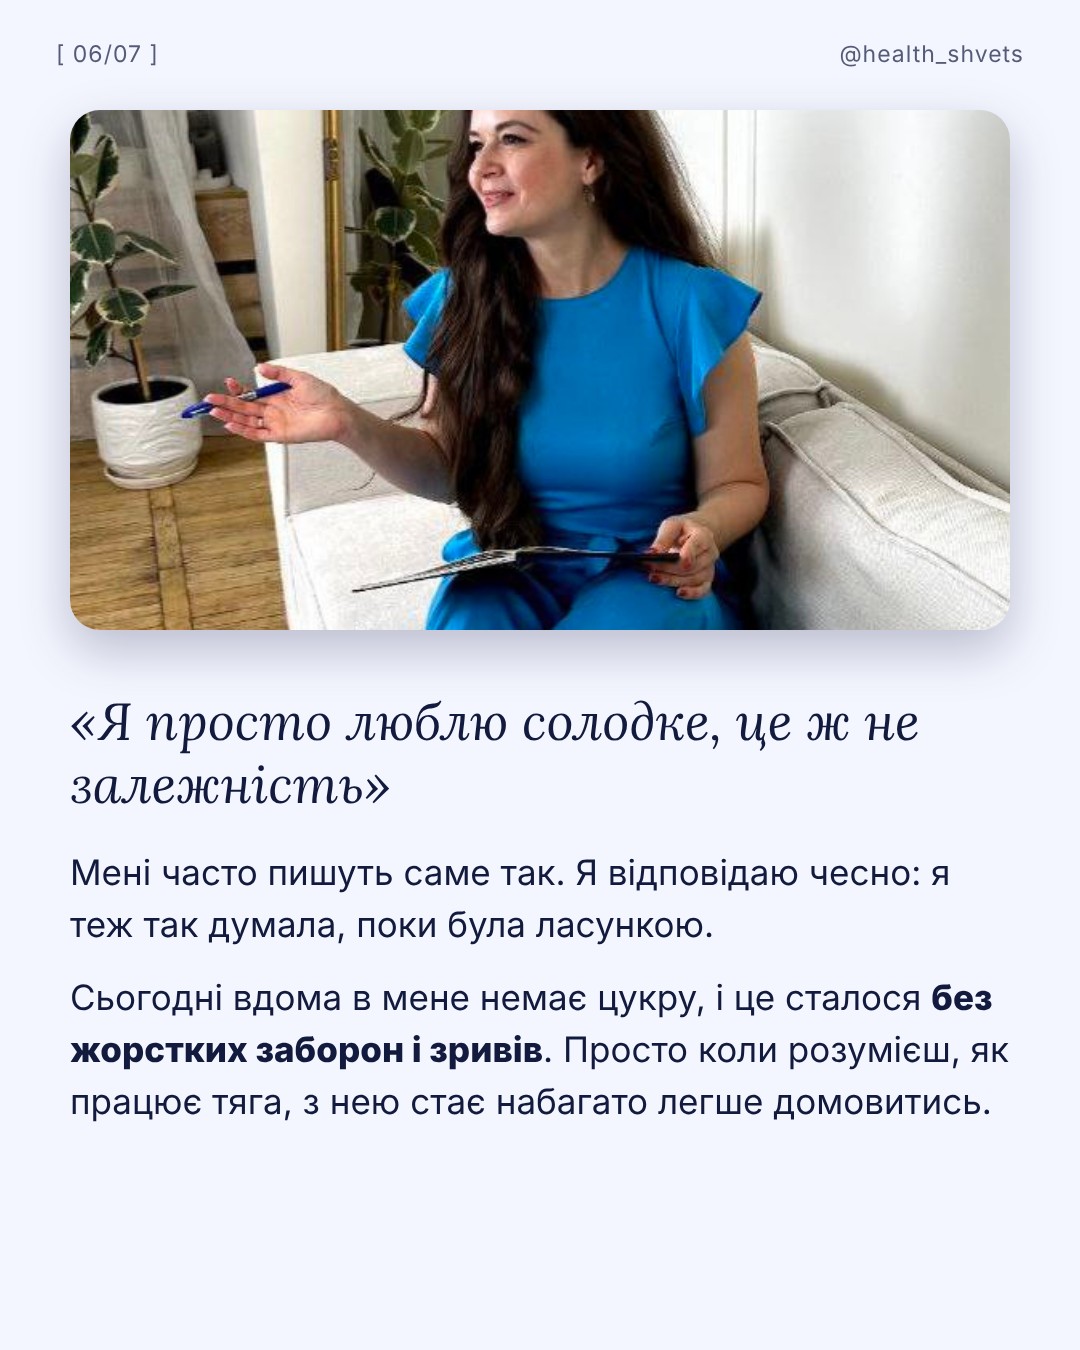 [ 06/07 ]
@health_shvets
«Я просто люблю солодке, це ж не
залежність»
Мені часто пишуть саме так. Я відповідаю чесно: я
теж так думала, поки була ласункою.
Сьогодні вдома в мене немає цукру, і це сталося без
жорстких заборон і зривів. Просто коли розумієш, як
працює тяга, з нею стає набагато легше домовитись.